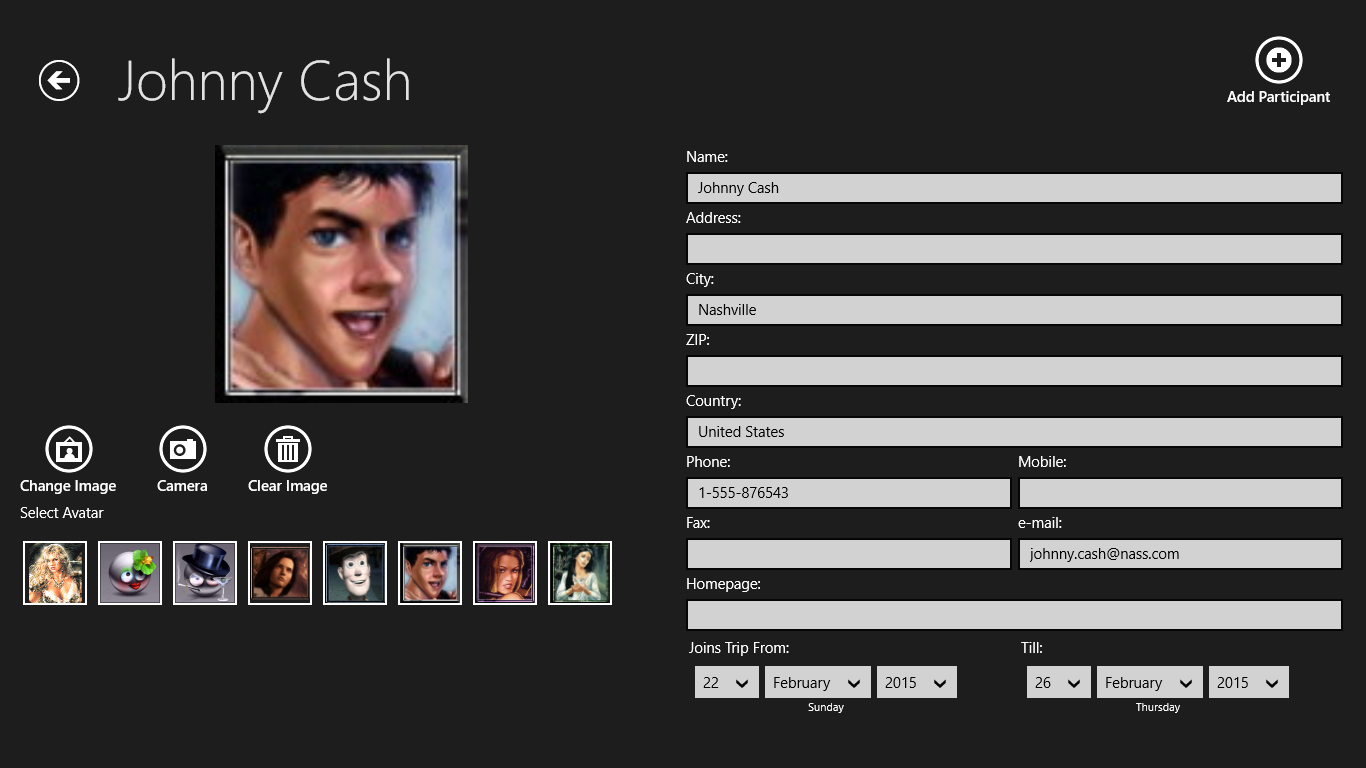 Johnny Cash
Add Participant
Change Image
Camera
Clear Image
Select Avatar
Name:
Johnny Cash
Address:
City:
Nashville
ZIP:
Country:
United States
Phone:
Mobile:
1-555-876543
Fax:
e-mail:
johnny.cash@nass.com
Homepage:
Joins Trip From:
Till:
22 February 2015
26 February 2015
Sunday
Thursday